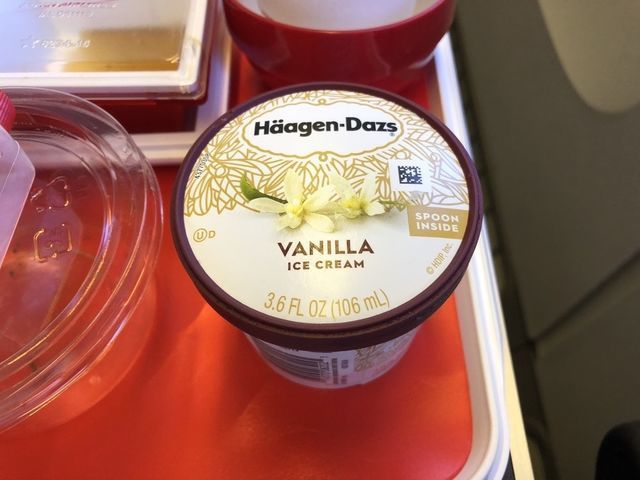 Häagen-Dazs
SPOON
INSIDE
U D
VANILLA
ICE CREAM
© HDIP, Inc.
3.6 FL OZ (106 mL)